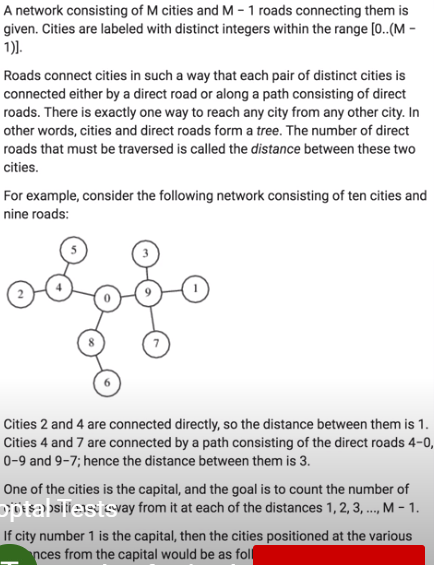 A network consisting of M cities and M − 1 roads connecting them is
given. Cities are labeled with distinct integers within the range [0..(M −
1)].
Roads connect cities in such a way that each pair of distinct cities is
connected either by a direct road or along a path consisting of direct
roads. There is exactly one way to reach any city from any other city. In
other words, cities and direct roads form a tree. The number of direct
roads that must be traversed is called the distance between these two
cities.
For example, consider the following network consisting of ten cities and
nine roads:
5
3
2
4
0
9
1
8
7
6
Cities 2 and 4 are connected directly, so the distance between them is 1.
Cities 4 and 7 are connected by a path consisting of the direct roads 4−0,
0−9 and 9−7; hence the distance between them is 3.
One of the cities is the capital, and the goal is to count the number of
away from it at each of the distances 1, 2, 3, ..., M − 1.
Tests
If city number 1 is the capital, then the cities positioned at the various
from the capital would be as